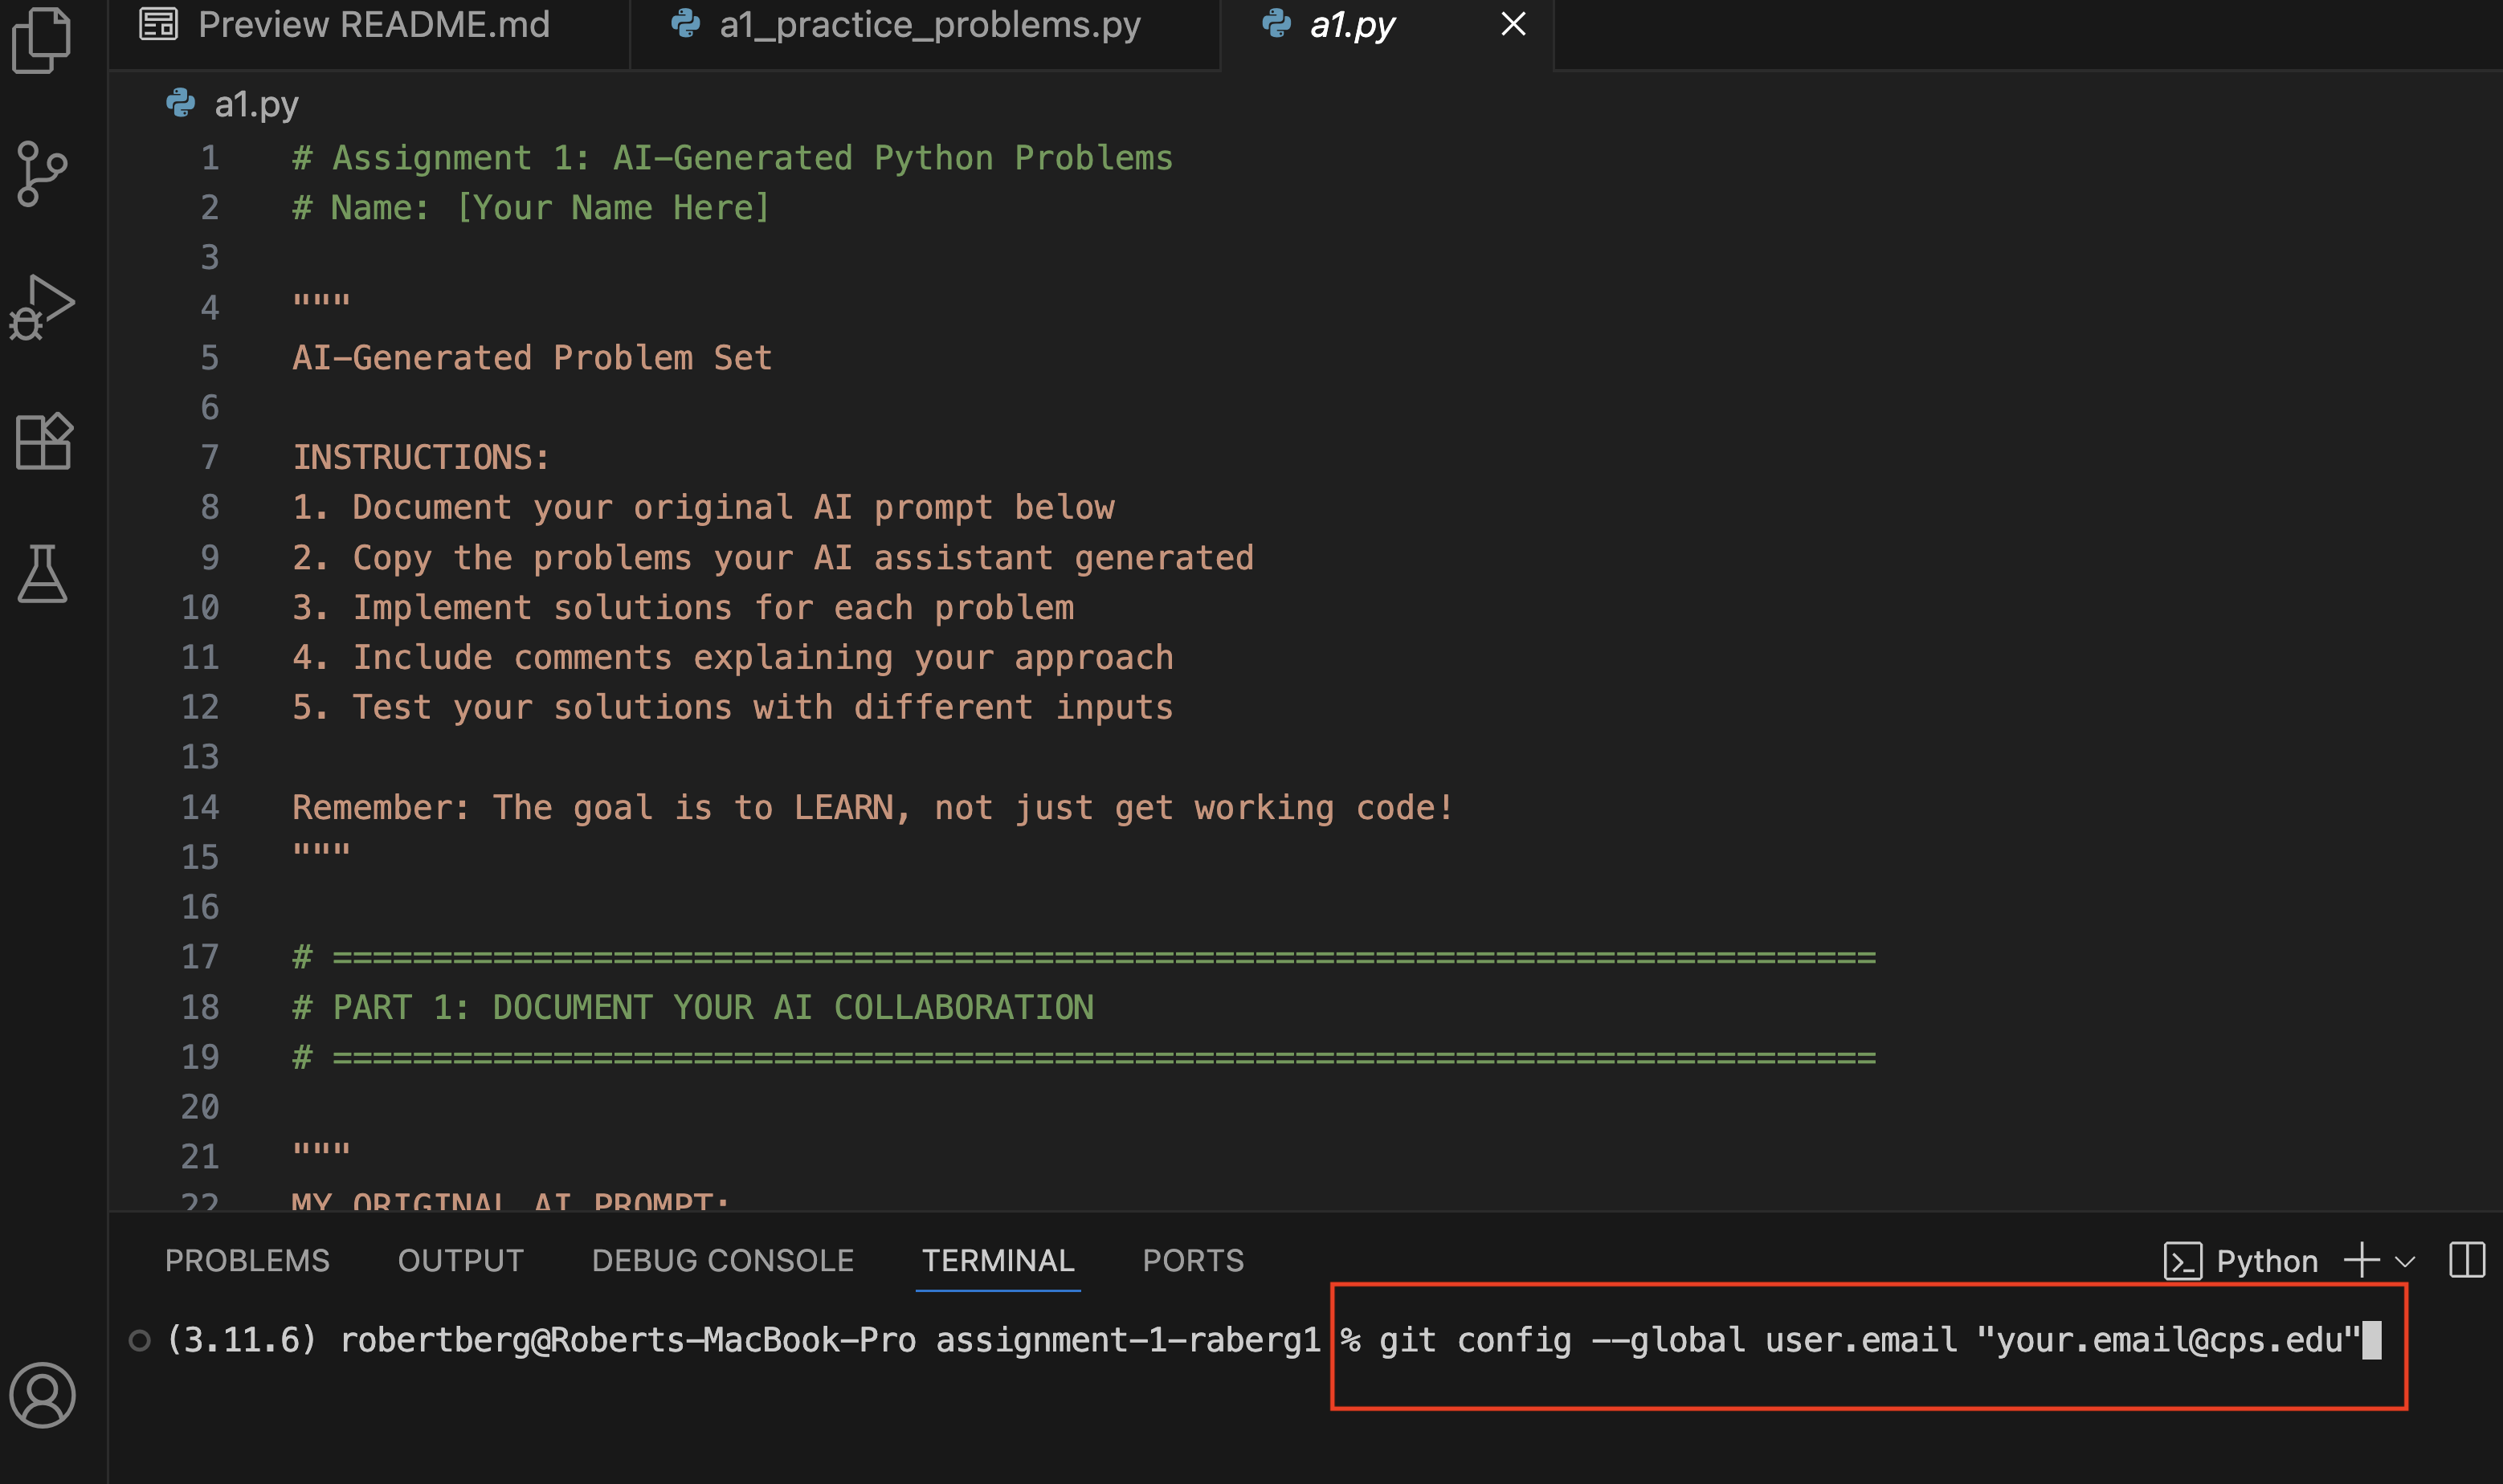 Preview README.md a1_practice_problems.py a1.py
a1.py
1 # Assignment 1: AI-Generated Python Problems
2 # Name: [Your Name Here]
3
4 """
5 AI-Generated Problem Set
6
7 INSTRUCTIONS:
8 1. Document your original AI prompt below
9 2. Copy the problems your AI assistant generated
10 3. Implement solutions for each problem
11 4. Include comments explaining your approach
12 5. Test your solutions with different inputs
13
14 Remember: The goal is to LEARN, not just get working code!
15 """
16
17 # =============================================================================
18 # PART 1: DOCUMENT YOUR AI COLLABORATION
19 # =============================================================================
20
21 """
22 MY ORIGINAL AI PROMPT:
PROBLEMS OUTPUT DEBUG CONSOLE TERMINAL PORTS Python
(3.11.6) robertberg@Roberts-MacBook-Pro assignment-1-raberg1 % git config --global user.email "your.email@cps.edu"